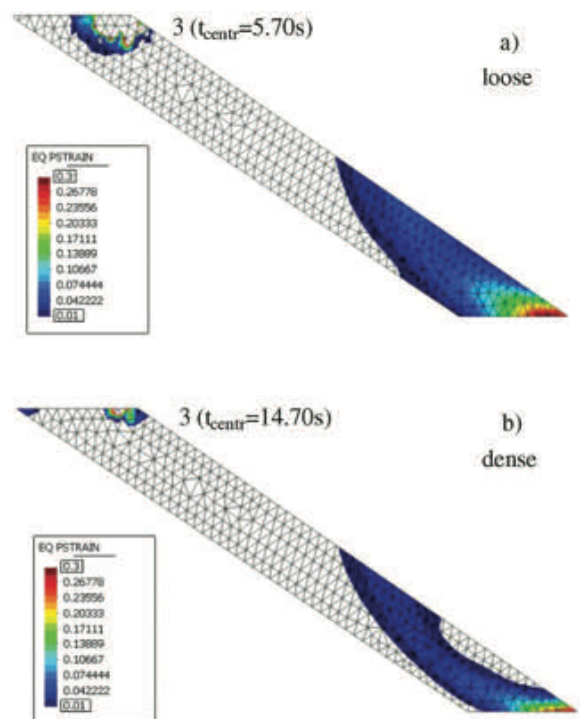 3 (tcentr=5.70s)
a)
loose
EQ PSTRAIN
0.3
0.26778
0.23556
0.20333
0.17111
0.13889
0.10667
0.074444
0.042222
0.01
3 (tcentr=14.70s)
b)
dense
EQ PSTRAIN
0.3
0.26778
0.23556
0.20333
0.17111
0.13889
0.10667
0.074444
0.042222
0.01